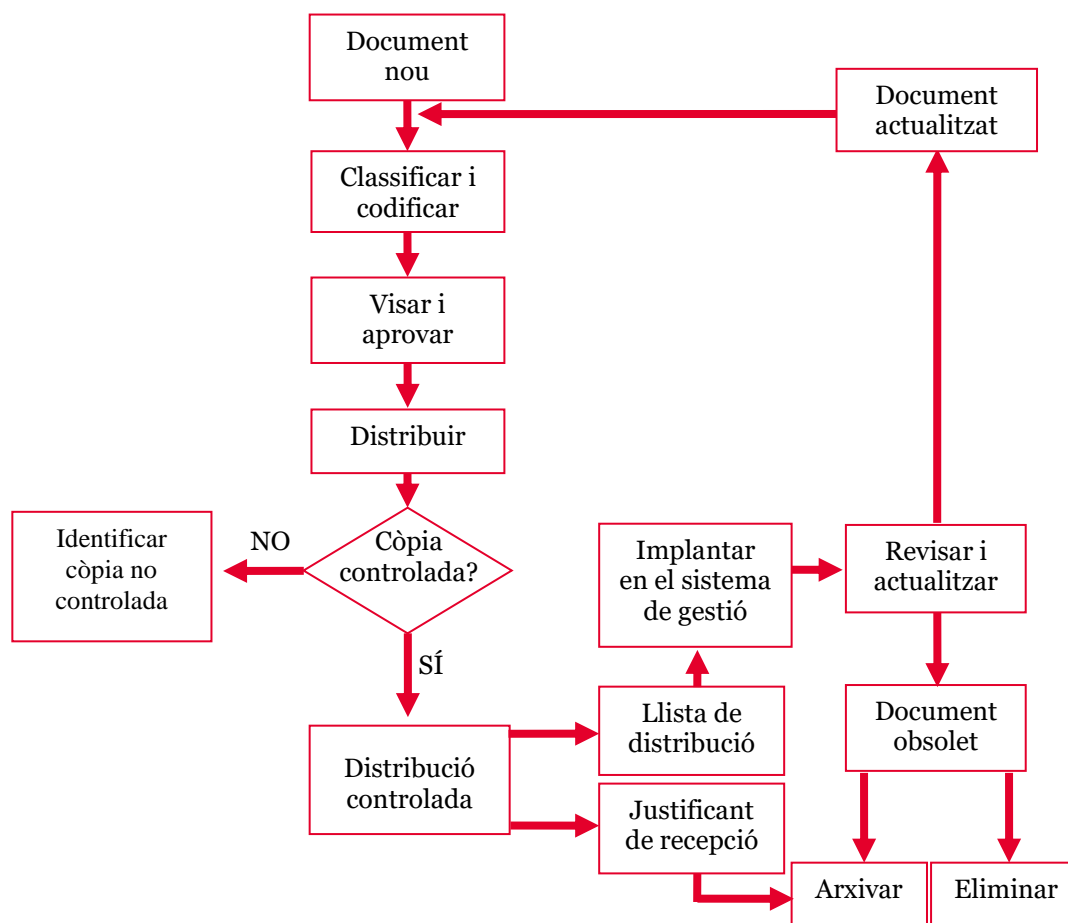 Document
nou
Document
actualitzat
Classificar i
codificar
Visar i
aprovar
Distribuir
Identificar
còpia no
controlada
NO
Còpia
controlada?
SÍ
Implantar
en el sistema
de gestió
Revisar i
actualitzar
Llista de
distribució
Document
obsolet
Distribució
controlada
Justificant
de recepció
Arxivar
Eliminar